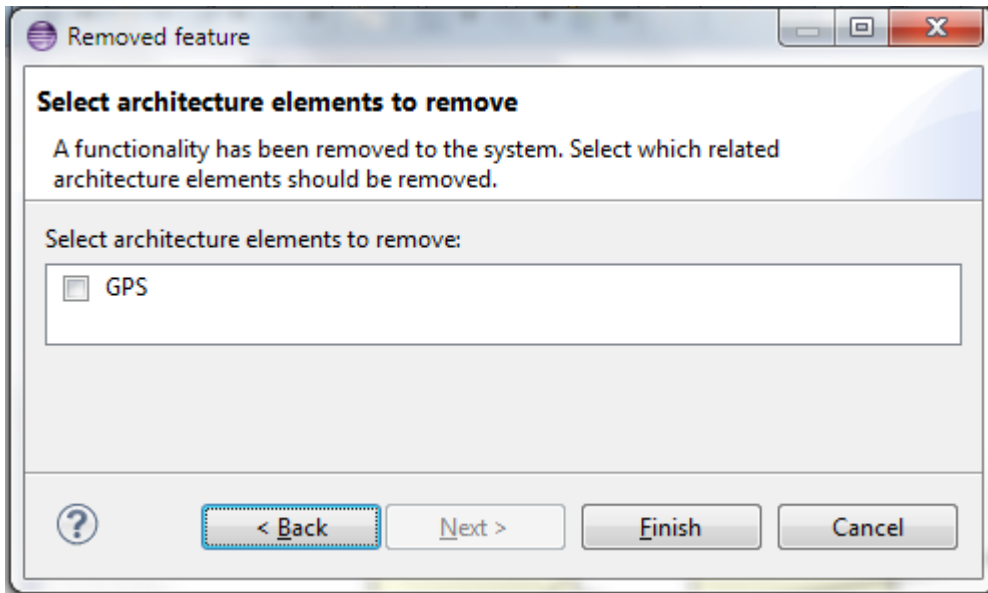 Removed feature
Select architecture elements to remove
A functionality has been removed to the system. Select which related
architecture elements should be removed.
Select architecture elements to remove:
GPS
< Back Next > Finish Cancel